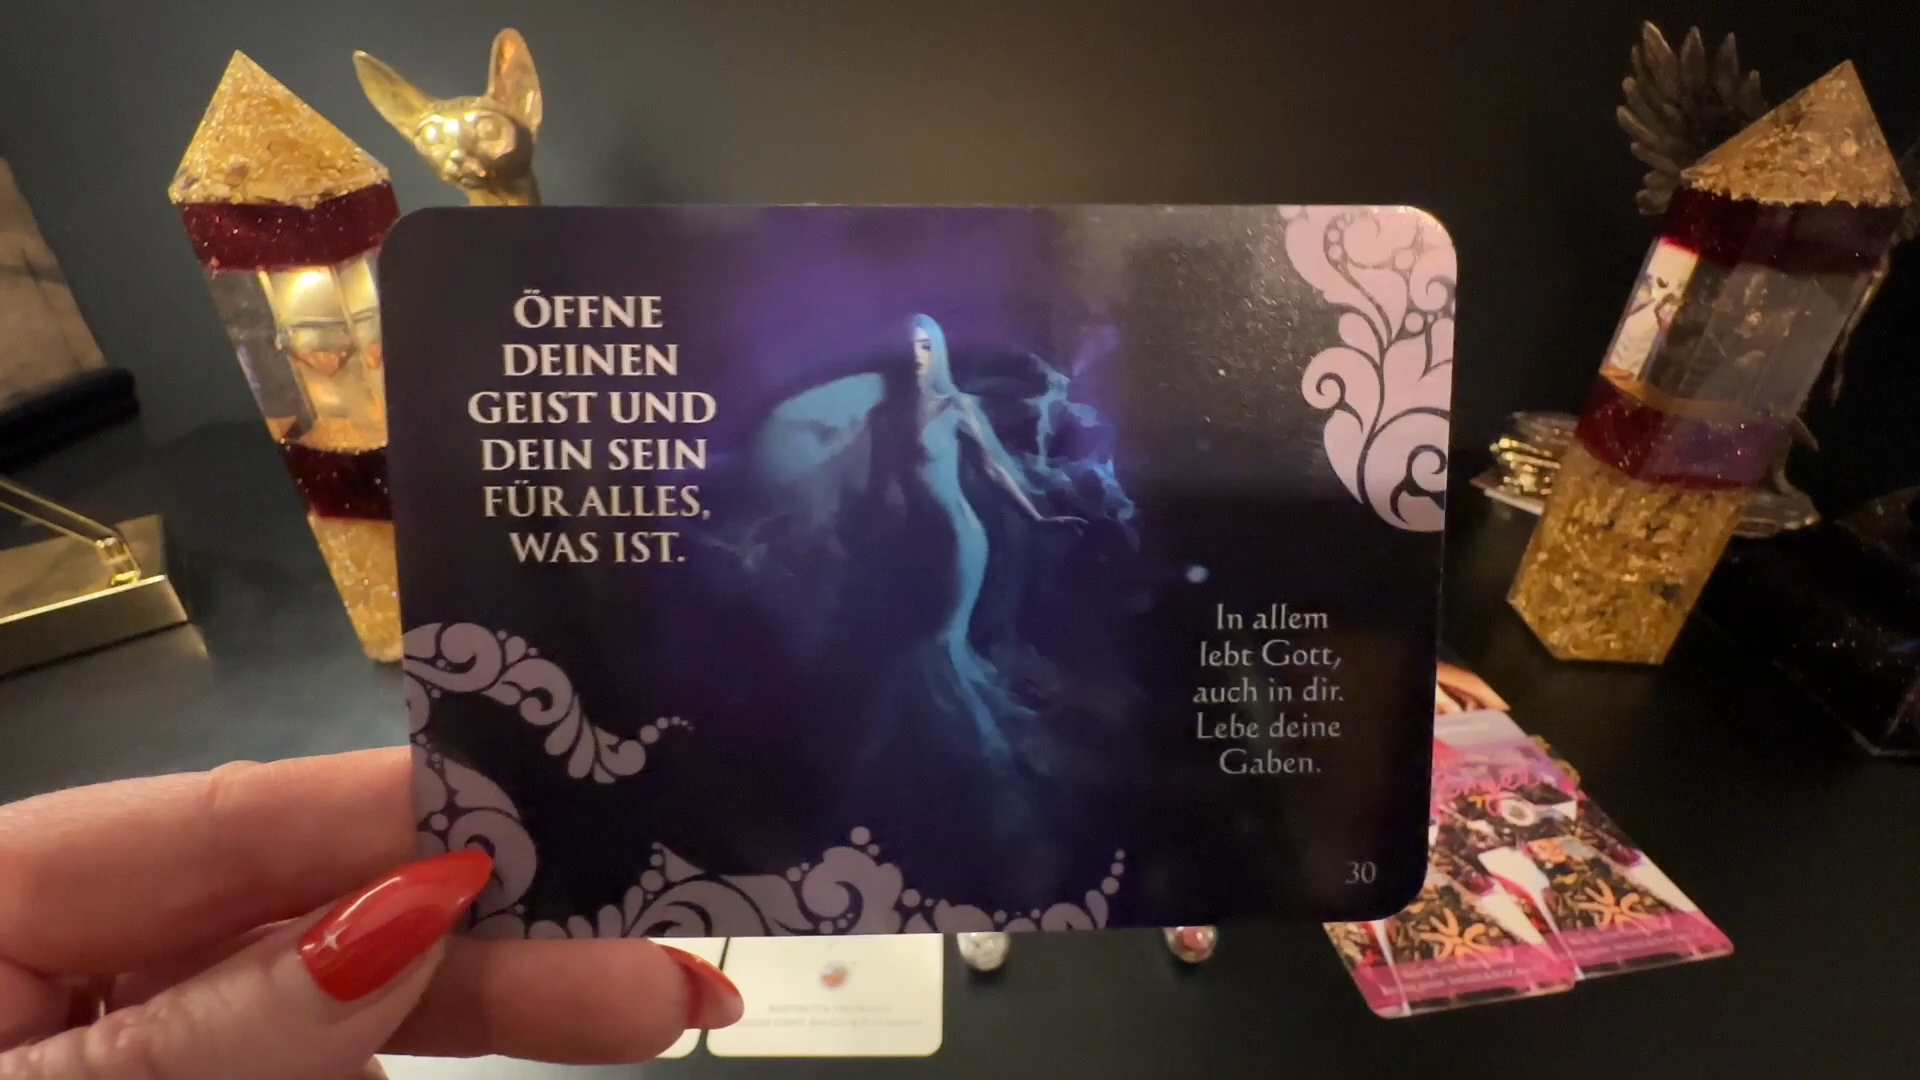 ÖFFNE
DEINEN
GEIST UND
DEIN SEIN
FÜR ALLES,
WAS IST.
In allem
lebt Gott,
auch in dir.
Lebe deine
Gaben.
30